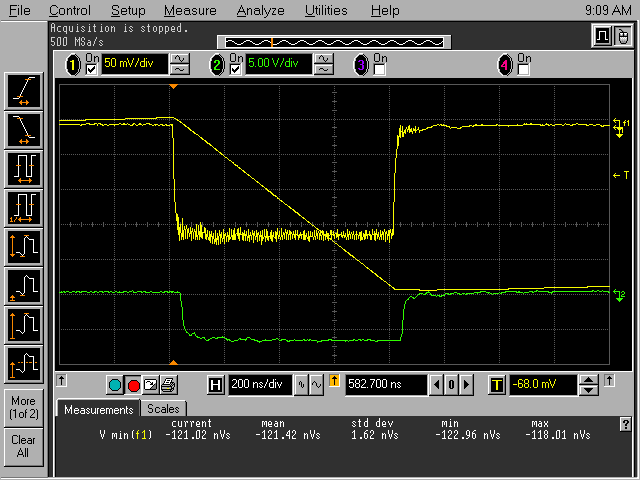 File Control Setup Measure Analyze Utilities Help 9:09 AM
Acquisition is stopped.
500 MSa/s
1 On 50 mV/div 2 On 5.00 V/div 3 On 4 On
f1
T
2
H 200 ns/div 582.700 ns 0 T -68.0 mV
More
(1 of 2)
Clear
All
Measurements Scales
current mean std dev min max
V min(f1) -121.02 nVs -121.42 nVs 1.62 nVs -122.96 nVs -118.01 nVs
?